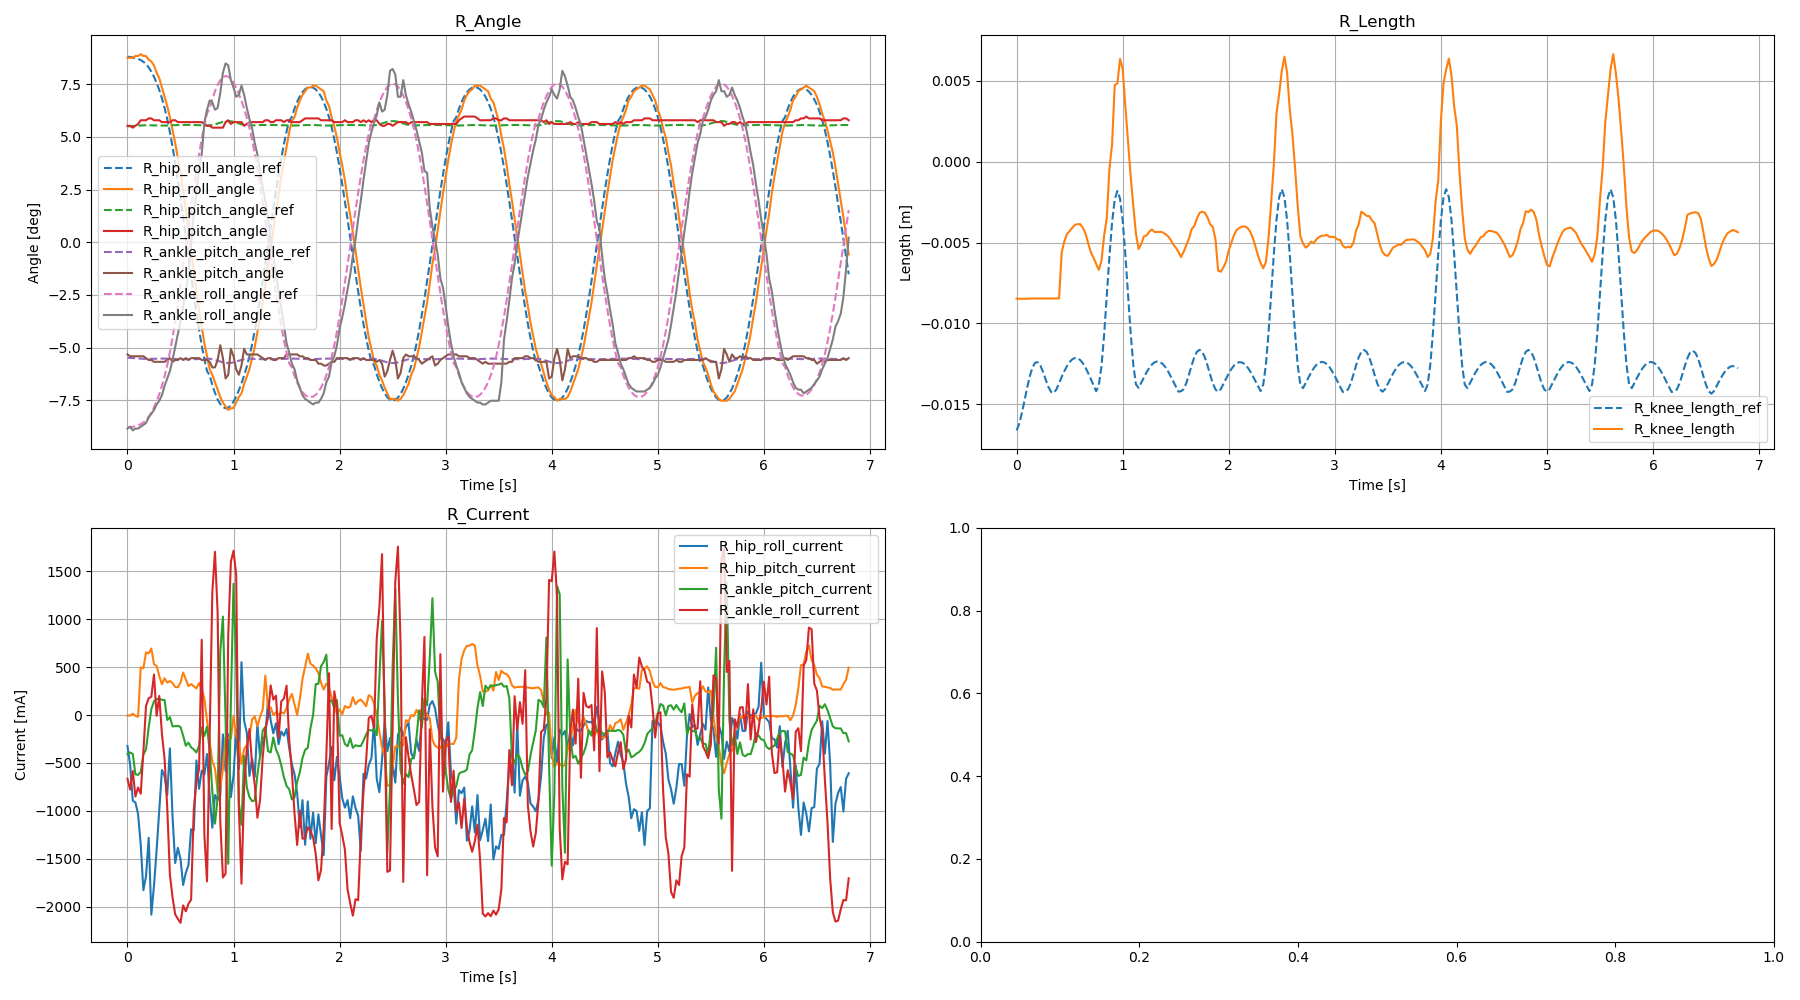 R_Angle
Angle [deg]
7.5
5.0
2.5
0.0
−2.5
−5.0
−7.5
R_hip_roll_angle_ref
R_hip_roll_angle
R_hip_pitch_angle_ref
R_hip_pitch_angle
R_ankle_pitch_angle_ref
R_ankle_pitch_angle
R_ankle_roll_angle_ref
R_ankle_roll_angle
0 1 2 3 4 5 6 7
Time [s]
R_Length
Length [m]
0.005
0.000
−0.005
−0.010
−0.015
R_knee_length_ref
R_knee_length
0 1 2 3 4 5 6 7
Time [s]
R_Current
Current [mA]
1500
1000
500
0
−500
−1000
−1500
−2000
R_hip_roll_current
R_hip_pitch_current
R_ankle_pitch_current
R_ankle_roll_current
0 1 2 3 4 5 6 7
Time [s]
1.0
0.8
0.6
0.4
0.2
0.0
0.0 0.2 0.4 0.6 0.8 1.0